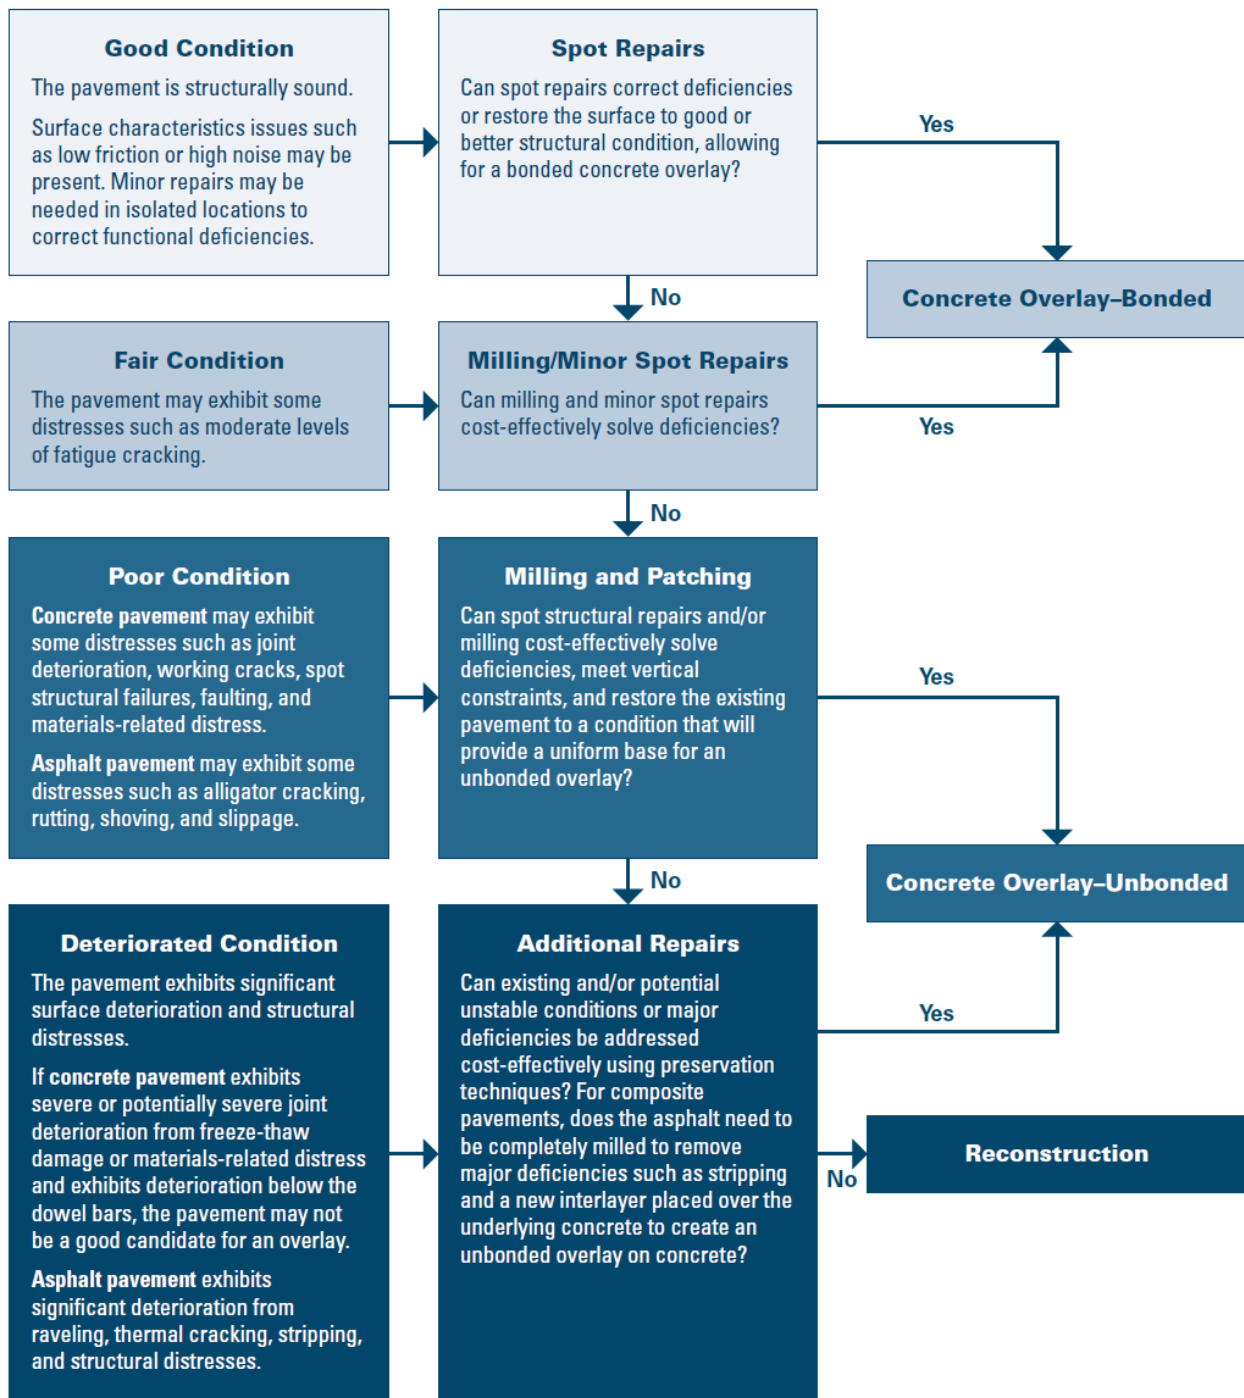 Good Condition
The pavement is structurally sound.
Surface characteristics issues such
as low friction or high noise may be
present. Minor repairs may be
needed in isolated locations to
correct functional deficiencies.
Spot Repairs
Can spot repairs correct deficiencies
or restore the surface to good or
better structural condition, allowing
for a bonded concrete overlay?
Yes
No
Concrete Overlay–Bonded
Fair Condition
The pavement may exhibit some
distresses such as moderate levels
of fatigue cracking.
Milling/Minor Spot Repairs
Can milling and minor spot repairs
cost-effectively solve deficiencies?
Yes
No
Poor Condition
Concrete pavement may exhibit
some distresses such as joint
deterioration, working cracks, spot
structural failures, faulting, and
materials-related distress.
Asphalt pavement may exhibit some
distresses such as alligator cracking,
rutting, shoving, and slippage.
Milling and Patching
Can spot structural repairs and/or
milling cost-effectively solve
deficiencies, meet vertical
constraints, and restore the existing
pavement to a condition that will
provide a uniform base for an
unbonded overlay?
Yes
No
Concrete Overlay–Unbonded
Deteriorated Condition
The pavement exhibits significant
surface deterioration and structural
distresses.
If concrete pavement exhibits
severe or potentially severe joint
deterioration from freeze-thaw
damage or materials-related distress
and exhibits deterioration below the
dowel bars, the pavement may not
be a good candidate for an overlay.
Asphalt pavement exhibits
significant deterioration from
raveling, thermal cracking, stripping,
and structural distresses.
Additional Repairs
Can existing and/or potential
unstable conditions or major
deficiencies be addressed
cost-effectively using preservation
techniques? For composite
pavements, does the asphalt need to
be completely milled to remove
major deficiencies such as stripping
and a new interlayer placed over the
underlying concrete to create an
unbonded overlay on concrete?
Yes
No
Reconstruction